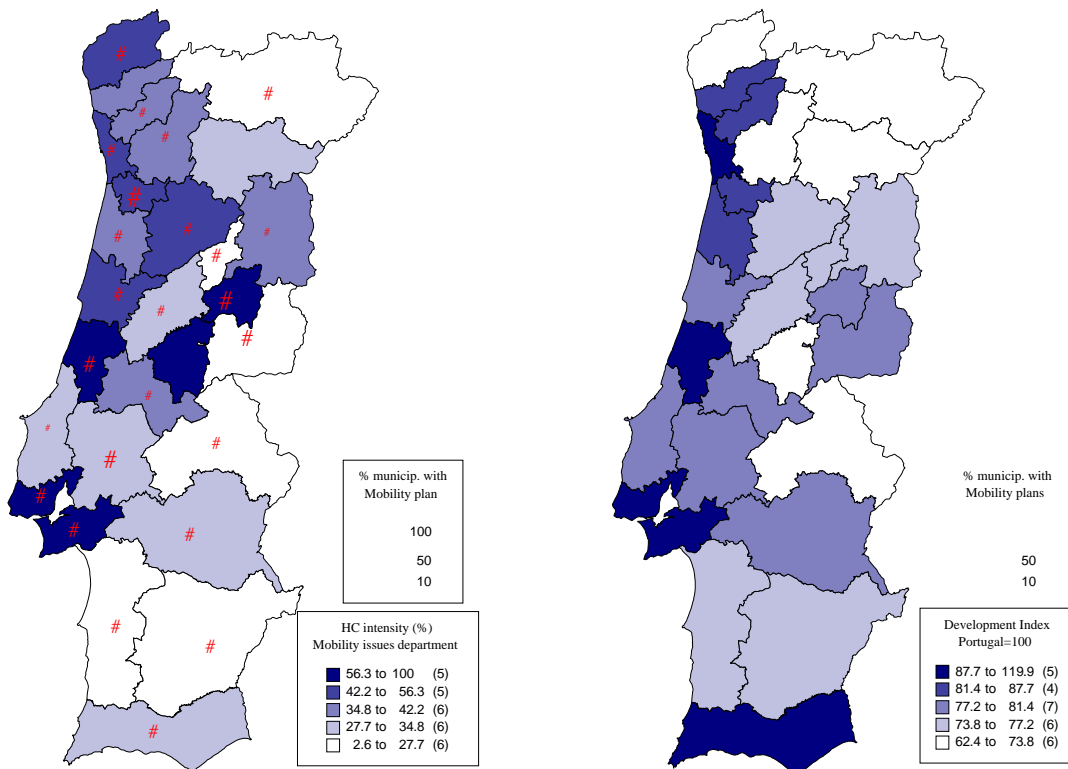 % municip. with
Mobility plan
100
50
10
HC intensity (%)
Mobility issues department
56.3 to 100 (5)
42.2 to 56.3 (5)
34.8 to 42.2 (6)
27.7 to 34.8 (6)
2.6 to 27.7 (6)
% municip. with
Mobility plans
50
10
Development Index
Portugal=100
87.7 to 119.9 (5)
81.4 to 87.7 (4)
77.2 to 81.4 (7)
73.8 to 77.2 (6)
62.4 to 73.8 (6)